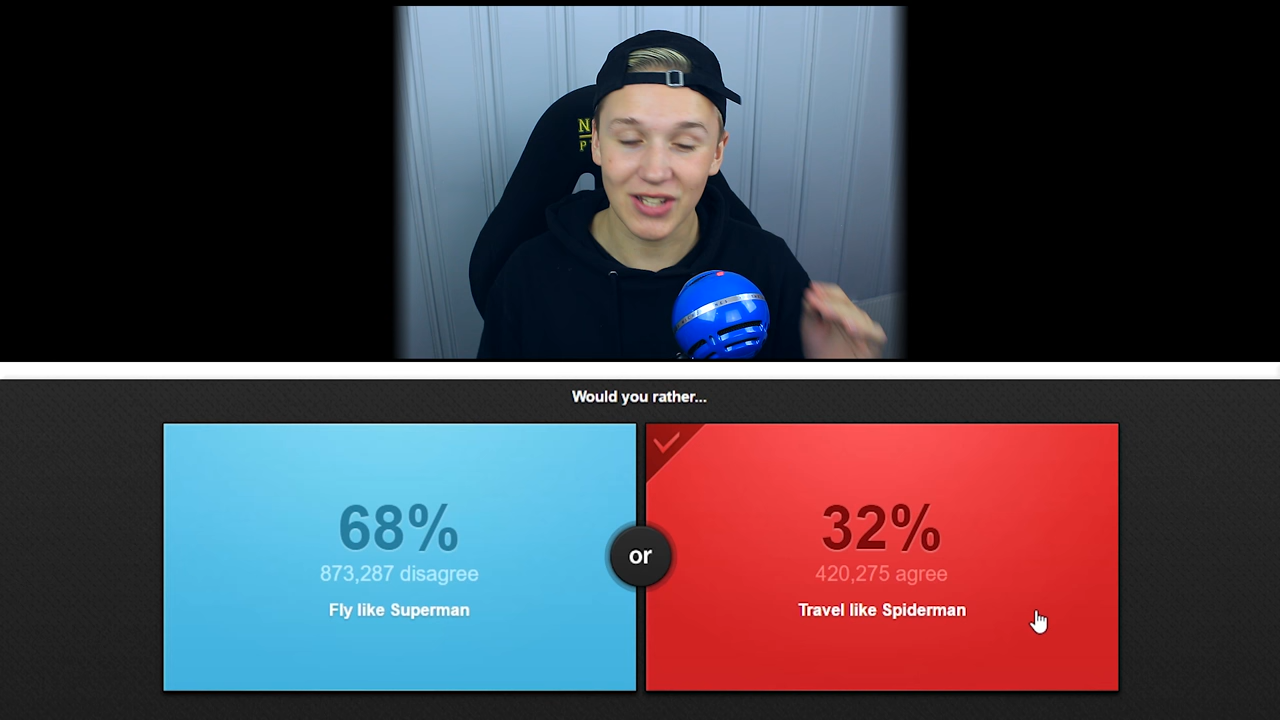 N
P
Would you rather...
68%
873,287 disagree
Fly like Superman
or
32%
420,275 agree
Travel like Spiderman